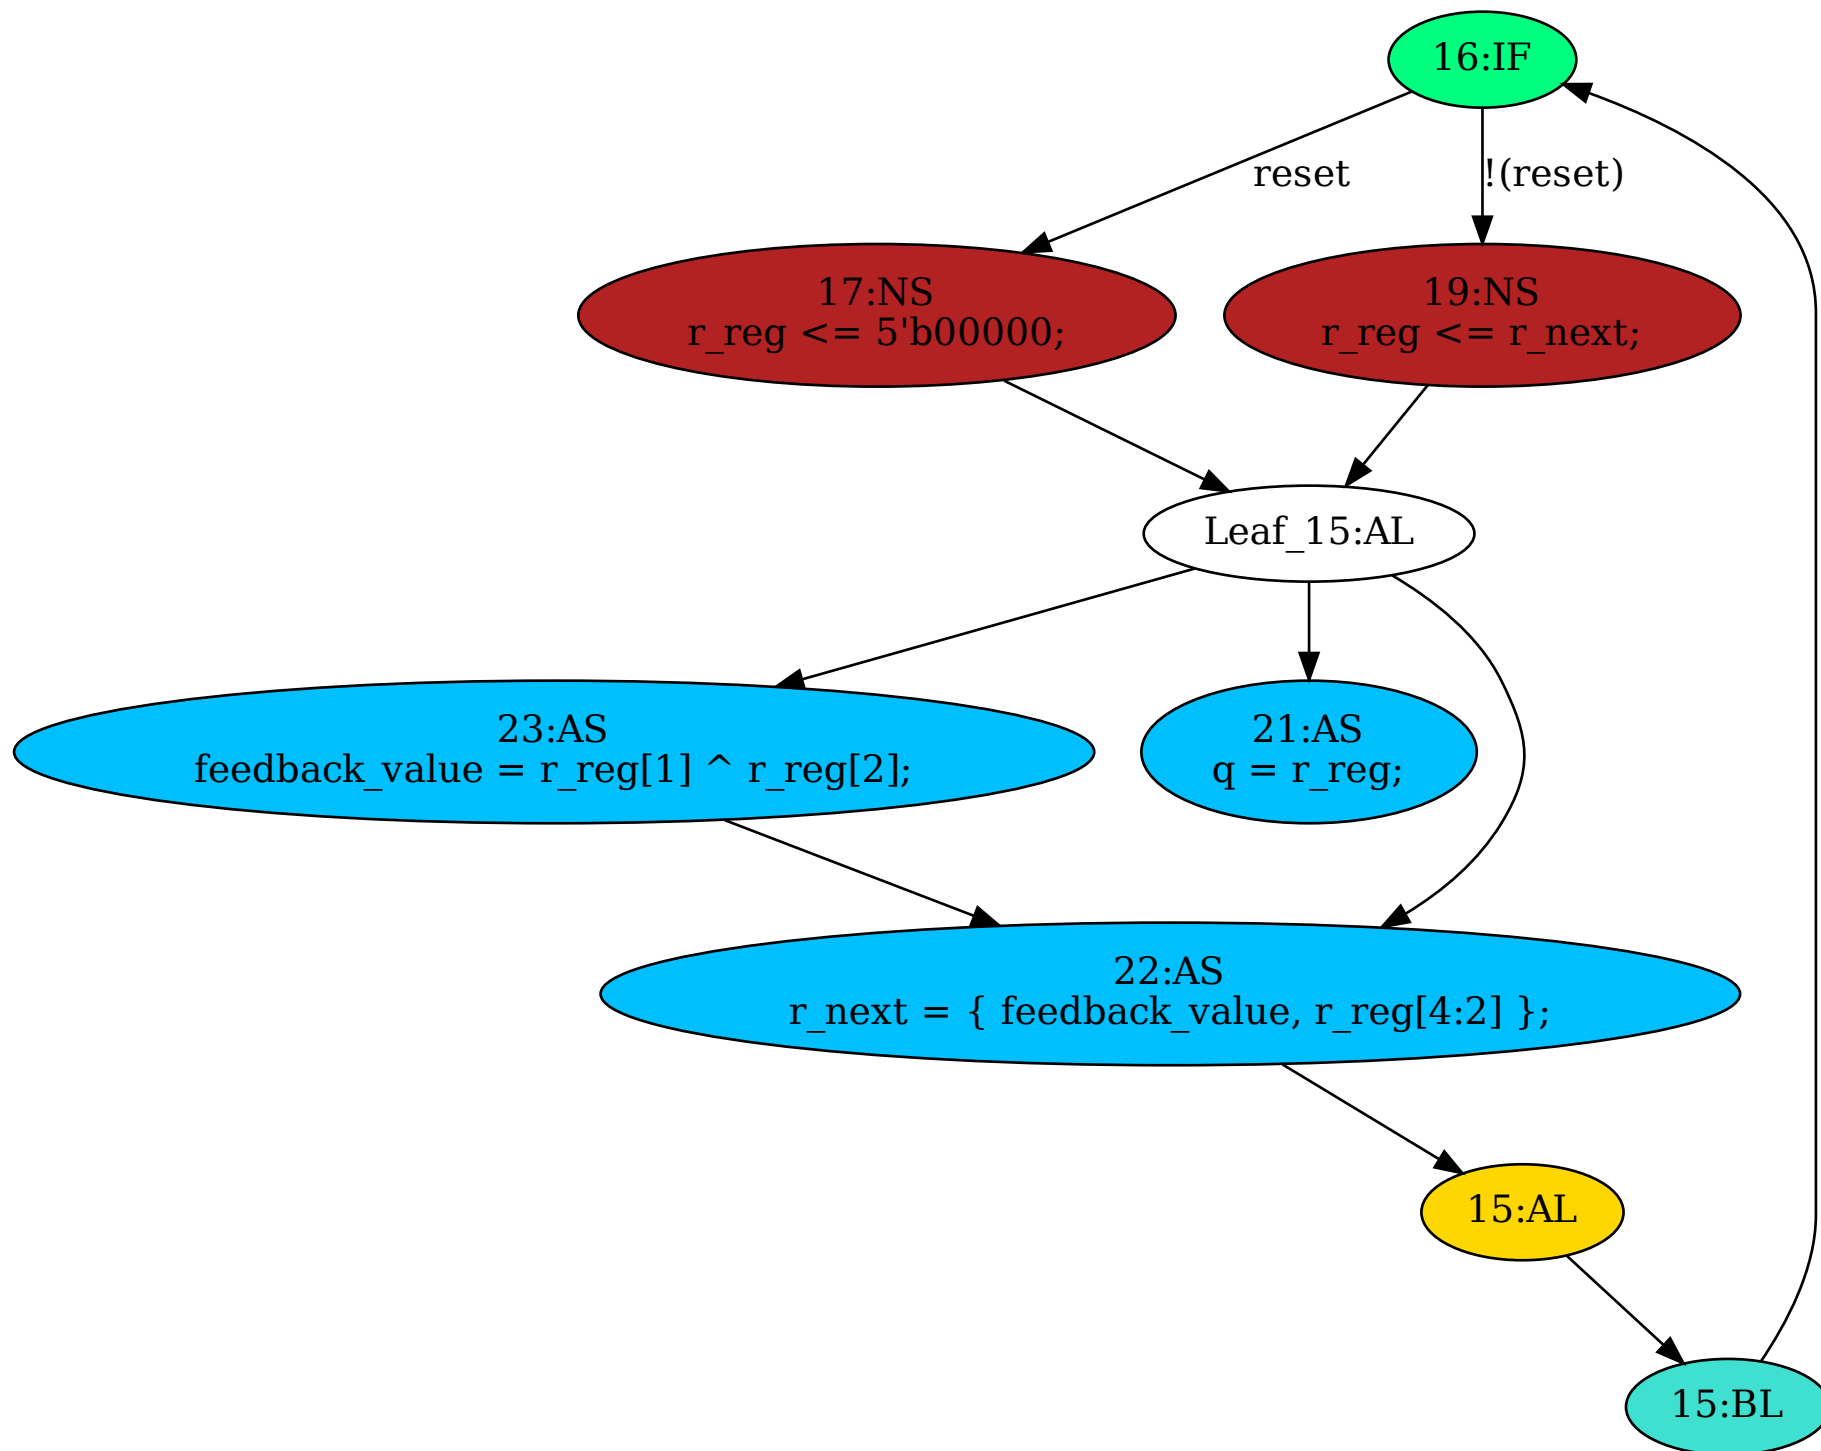 16:IF
reset
!(reset)
17:NS
r_reg <= 5'b00000;
19:NS
r_reg <= r_next;
Leaf_15:AL
23:AS
feedback_value = r_reg[1] ^ r_reg[2];
21:AS
q = r_reg;
22:AS
r_next = { feedback_value, r_reg[4:2] };
15:AL
15:BL